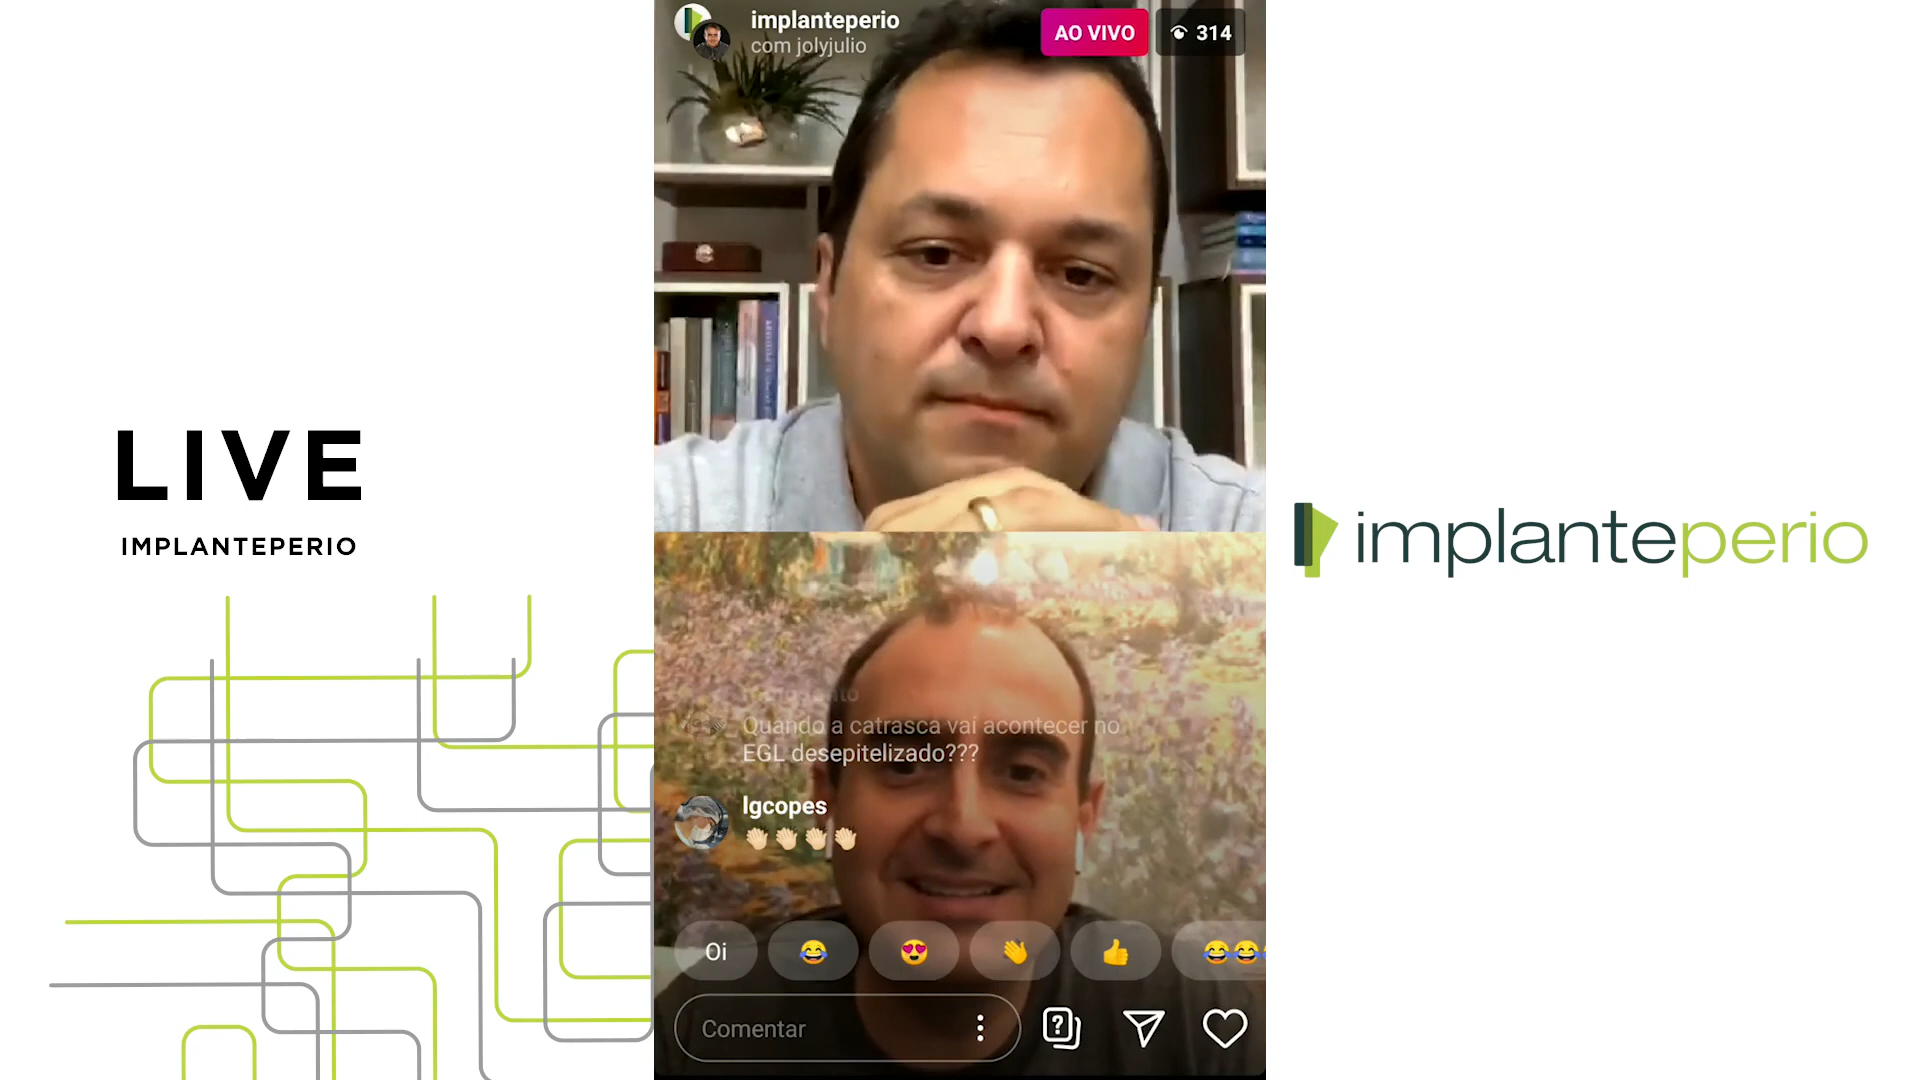 LIVE
IMPLANTEPERIO
implanteperio
com jolyjulio
AO VIVO
314
Quando a catrasca vai acontecer no
EGL desepitelizado???
lgcopes
👏🏻👏🏻👏🏻👏🏻
Oi
Comentar
implanteperio